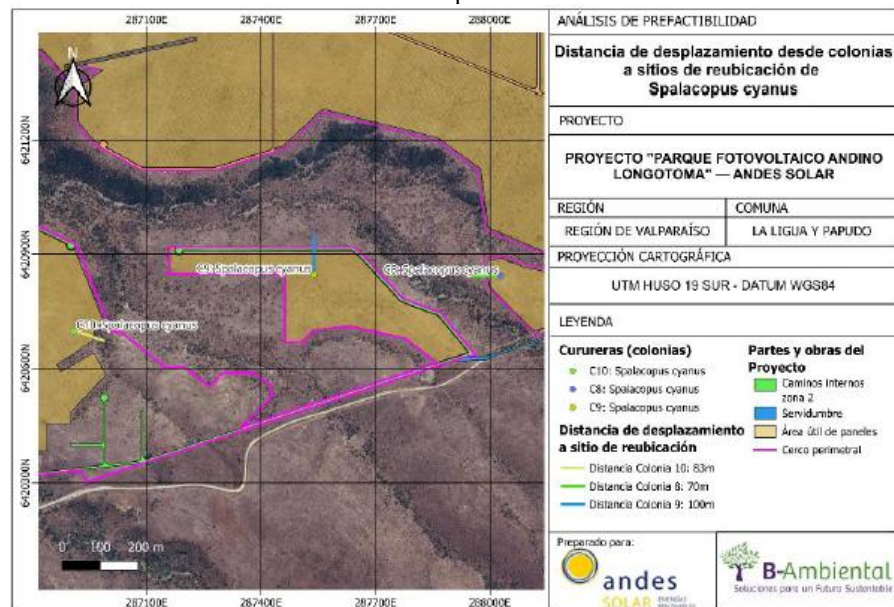 287100E 287400E 287700E 288000E
N
6421200N
6420900N
6420600N
6420300N
C9: Spalacopus cyanus
C8: Spalacopus cyanus
C10: Spalacopus cyanus
0 100 200 m
287100E 287400E 287700E 288000E
ANÁLISIS DE PREFACTIBILIDAD
Distancia de desplazamiento desde colonias
a sitios de reubicación de
Spalacopus cyanus
PROYECTO
PROYECTO "PARQUE FOTOVOLTAICO ANDINO
LONGOTOMA" — ANDES SOLAR
REGIÓN COMUNA
REGIÓN DE VALPARAÍSO LA LIGUA Y PAPUDO
PROYECCIÓN CARTOGRÁFICA
UTM HUSO 19 SUR - DATUM WGS84
LEYENDA
Curureras (colonias)
C10: Spalacopus cyanus
C8: Spalacopus cyanus
C9: Spalacopus cyanus
Distancia de desplazamiento
a sitio de reubicación
Distancia Colonia 10: 83m
Distancia Colonia 8: 70m
Distancia Colonia 9: 100m
Partes y obras del
Proyecto
Caminos internos
zona 2
Servidumbre
Área útil de paneles
Cerco perimetral
Preparado para:
andes
SOLAR
B-Ambiental
Soluciones para un Futuro Sustentable